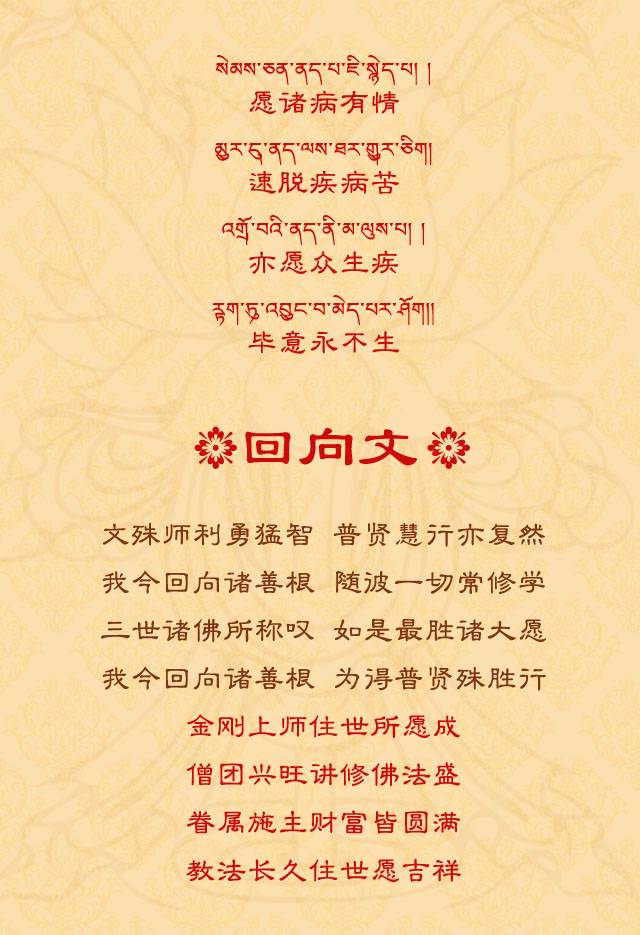 སེམས་ཅན་ནད་པ་ཇི་སྙེད་པ། །
愿诸病有情
མྱུར་དུ་ནད་ལས་ཐར་གྱུར་ཅིག།
速脱疾病苦
འགྲོ་བའི་ནད་ནི་མ་ལུས་པ། །
亦愿众生疾
རྟག་ཏུ་འབྱུང་བ་མེད་པར་ཤོག།།
毕意永不生
回向文
文殊师利勇猛智 普贤慧行亦复然
我今回向诸善根 随彼一切常修学
三世诸佛所称叹 如是最胜诸大愿
我今回向诸善根 为得普贤殊胜行
金刚上师住世所愿成
僧团兴旺讲修佛法盛
眷属施主财富皆圆满
教法长久住世愿吉祥